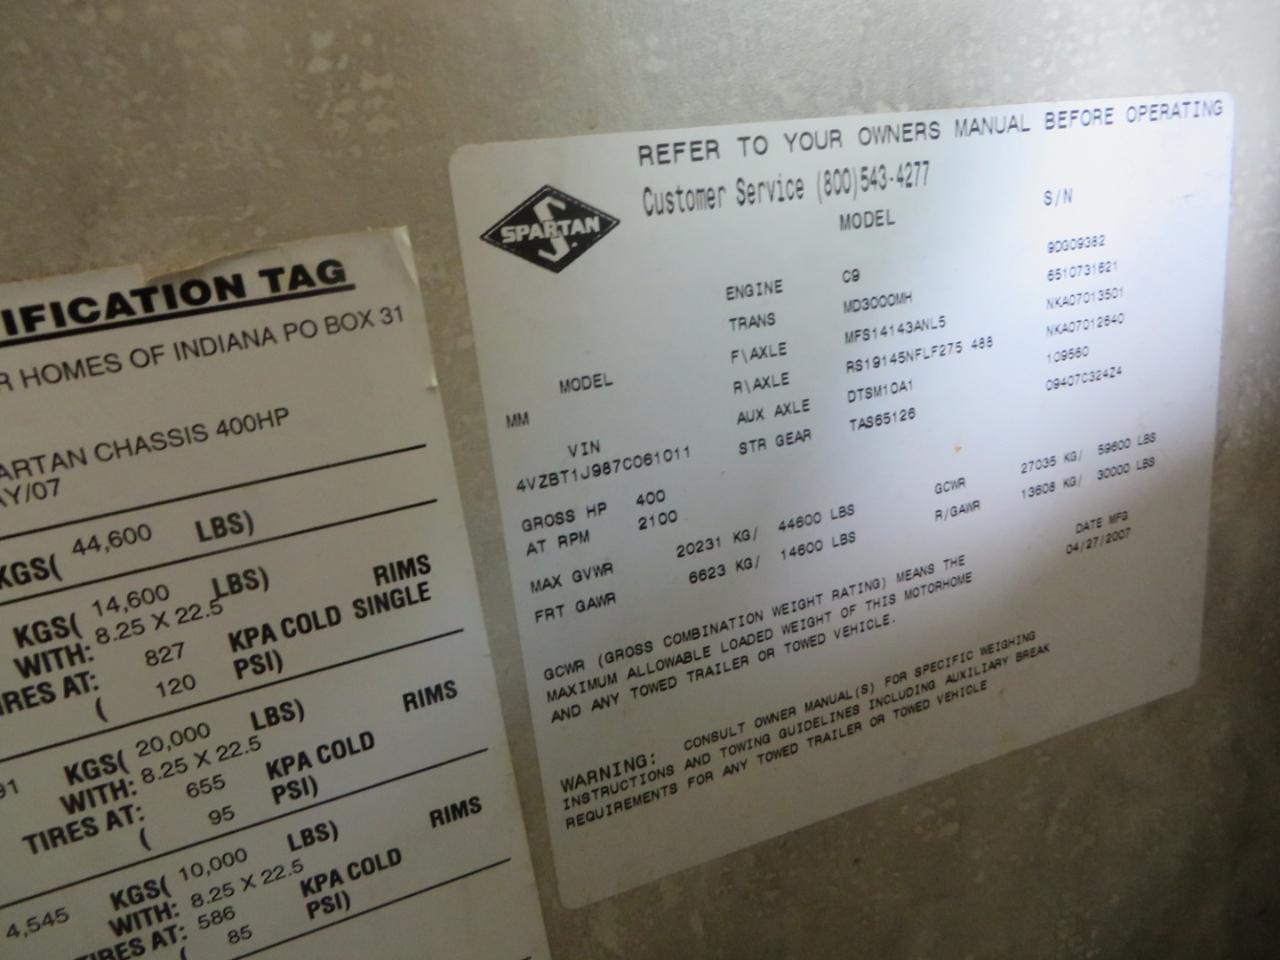 IFICATION TAG
R HOMES OF INDIANA PO BOX 31
ARTAN CHASSIS 400HP
AY/07
KGS( 44,600 LBS)
KGS( 14,600 LBS) RIMS
WITH: 8.25 X 22.5
IRES AT: 827 KPA COLD SINGLE
( 120 PSI)
91 KGS( 20,000 LBS) RIMS
WITH: 8.25 X 22.5
TIRES AT: 655 KPA COLD
( 95 PSI)
4,545 KGS( 10,000 LBS) RIMS
WITH: 8.25 X 22.5
TIRES AT: 586 KPA COLD
( 85 PSI)
REFER TO YOUR OWNERS MANUAL BEFORE OPERATING
SPARTAN
Customer Service (800)543-4277
MODEL S/N
ENGINE C9 9DG09382
TRANS MD3000MH 6510731621
F\AXLE MFS14143ANL5 NKA07013501
MODEL R\AXLE RS19145NFLF275 488 NKA07012640
MM AUX AXLE DTSM10A1 109560
VIN STR GEAR TAS65126 09407C324Z4
4VZBT1J987C061011
GROSS HP 400
AT RPM 2100
GCWR 27035 KG/ 59600 LBS
MAX GVWR 20231 KG/ 44600 LBS R/GAWR 13608 KG/ 30000 LBS
FRT GAWR 6623 KG/ 14600 LBS
DATE MFG
04/27/2007
GCWR (GROSS COMBINATION WEIGHT RATING) MEANS THE
MAXIMUM ALLOWABLE LOADED WEIGHT OF THIS MOTORHOME
AND ANY TOWED TRAILER OR TOWED VEHICLE.
WARNING: CONSULT OWNER MANUAL(S) FOR SPECIFIC WEIGHING
INSTRUCTIONS AND TOWING GUIDELINES INCLUDING AUXILIARY BREAK
REQUIREMENTS FOR ANY TOWED TRAILER OR TOWED VEHICLE